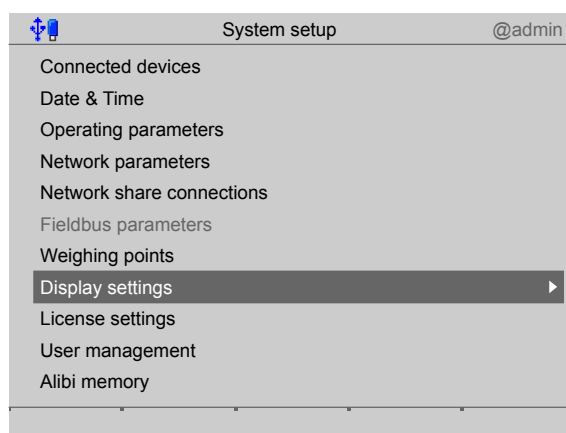 System setup @admin
Connected devices
Date & Time
Operating parameters
Network parameters
Network share connections
Fieldbus parameters
Weighing points
Display settings
License settings
User management
Alibi memory